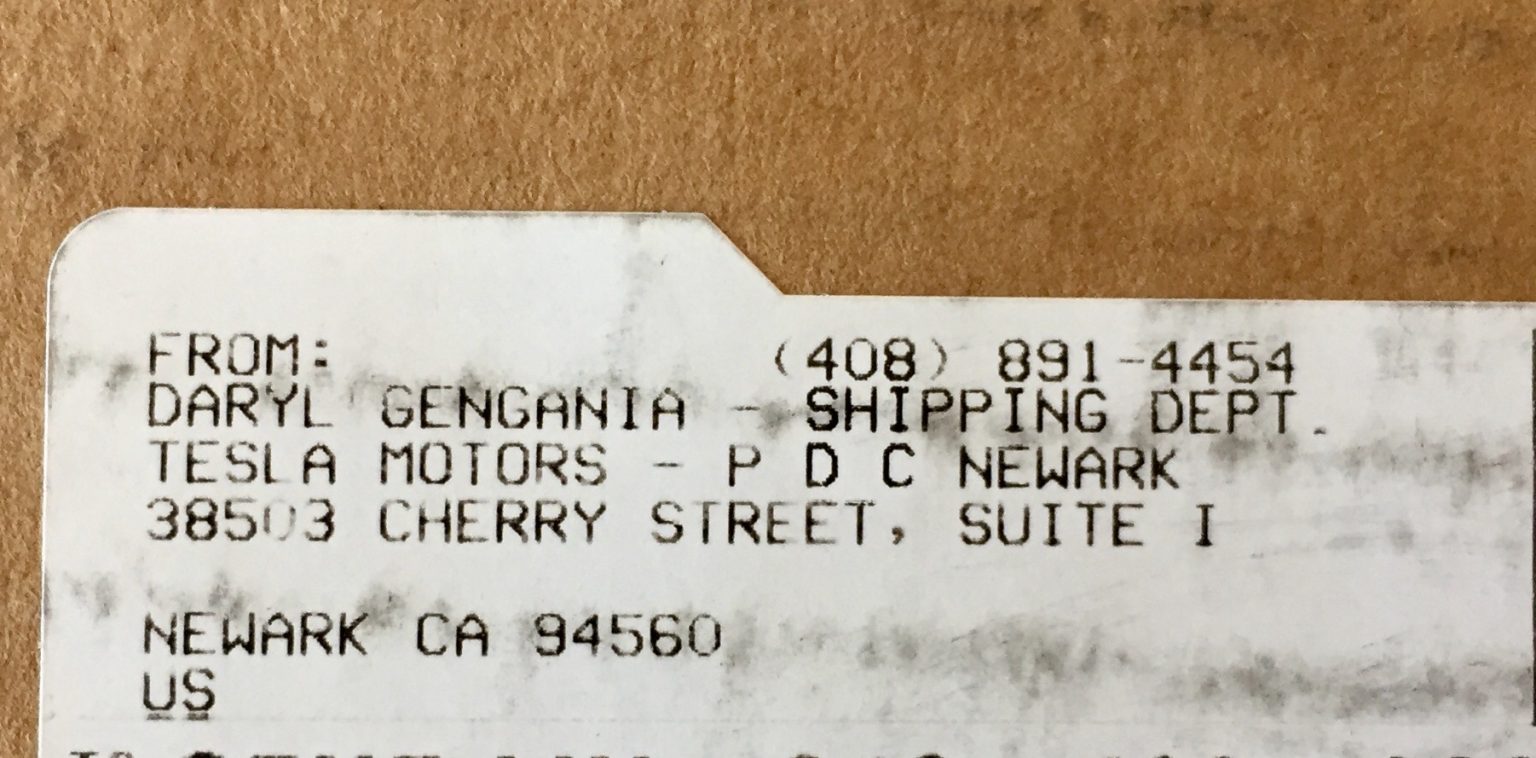 FROM: (408) 891-4454
DARYL GENGANIA - SHIPPING DEPT.
TESLA MOTORS - P D C NEWARK
38503 CHERRY STREET, SUITE I
NEWARK CA 94560
US